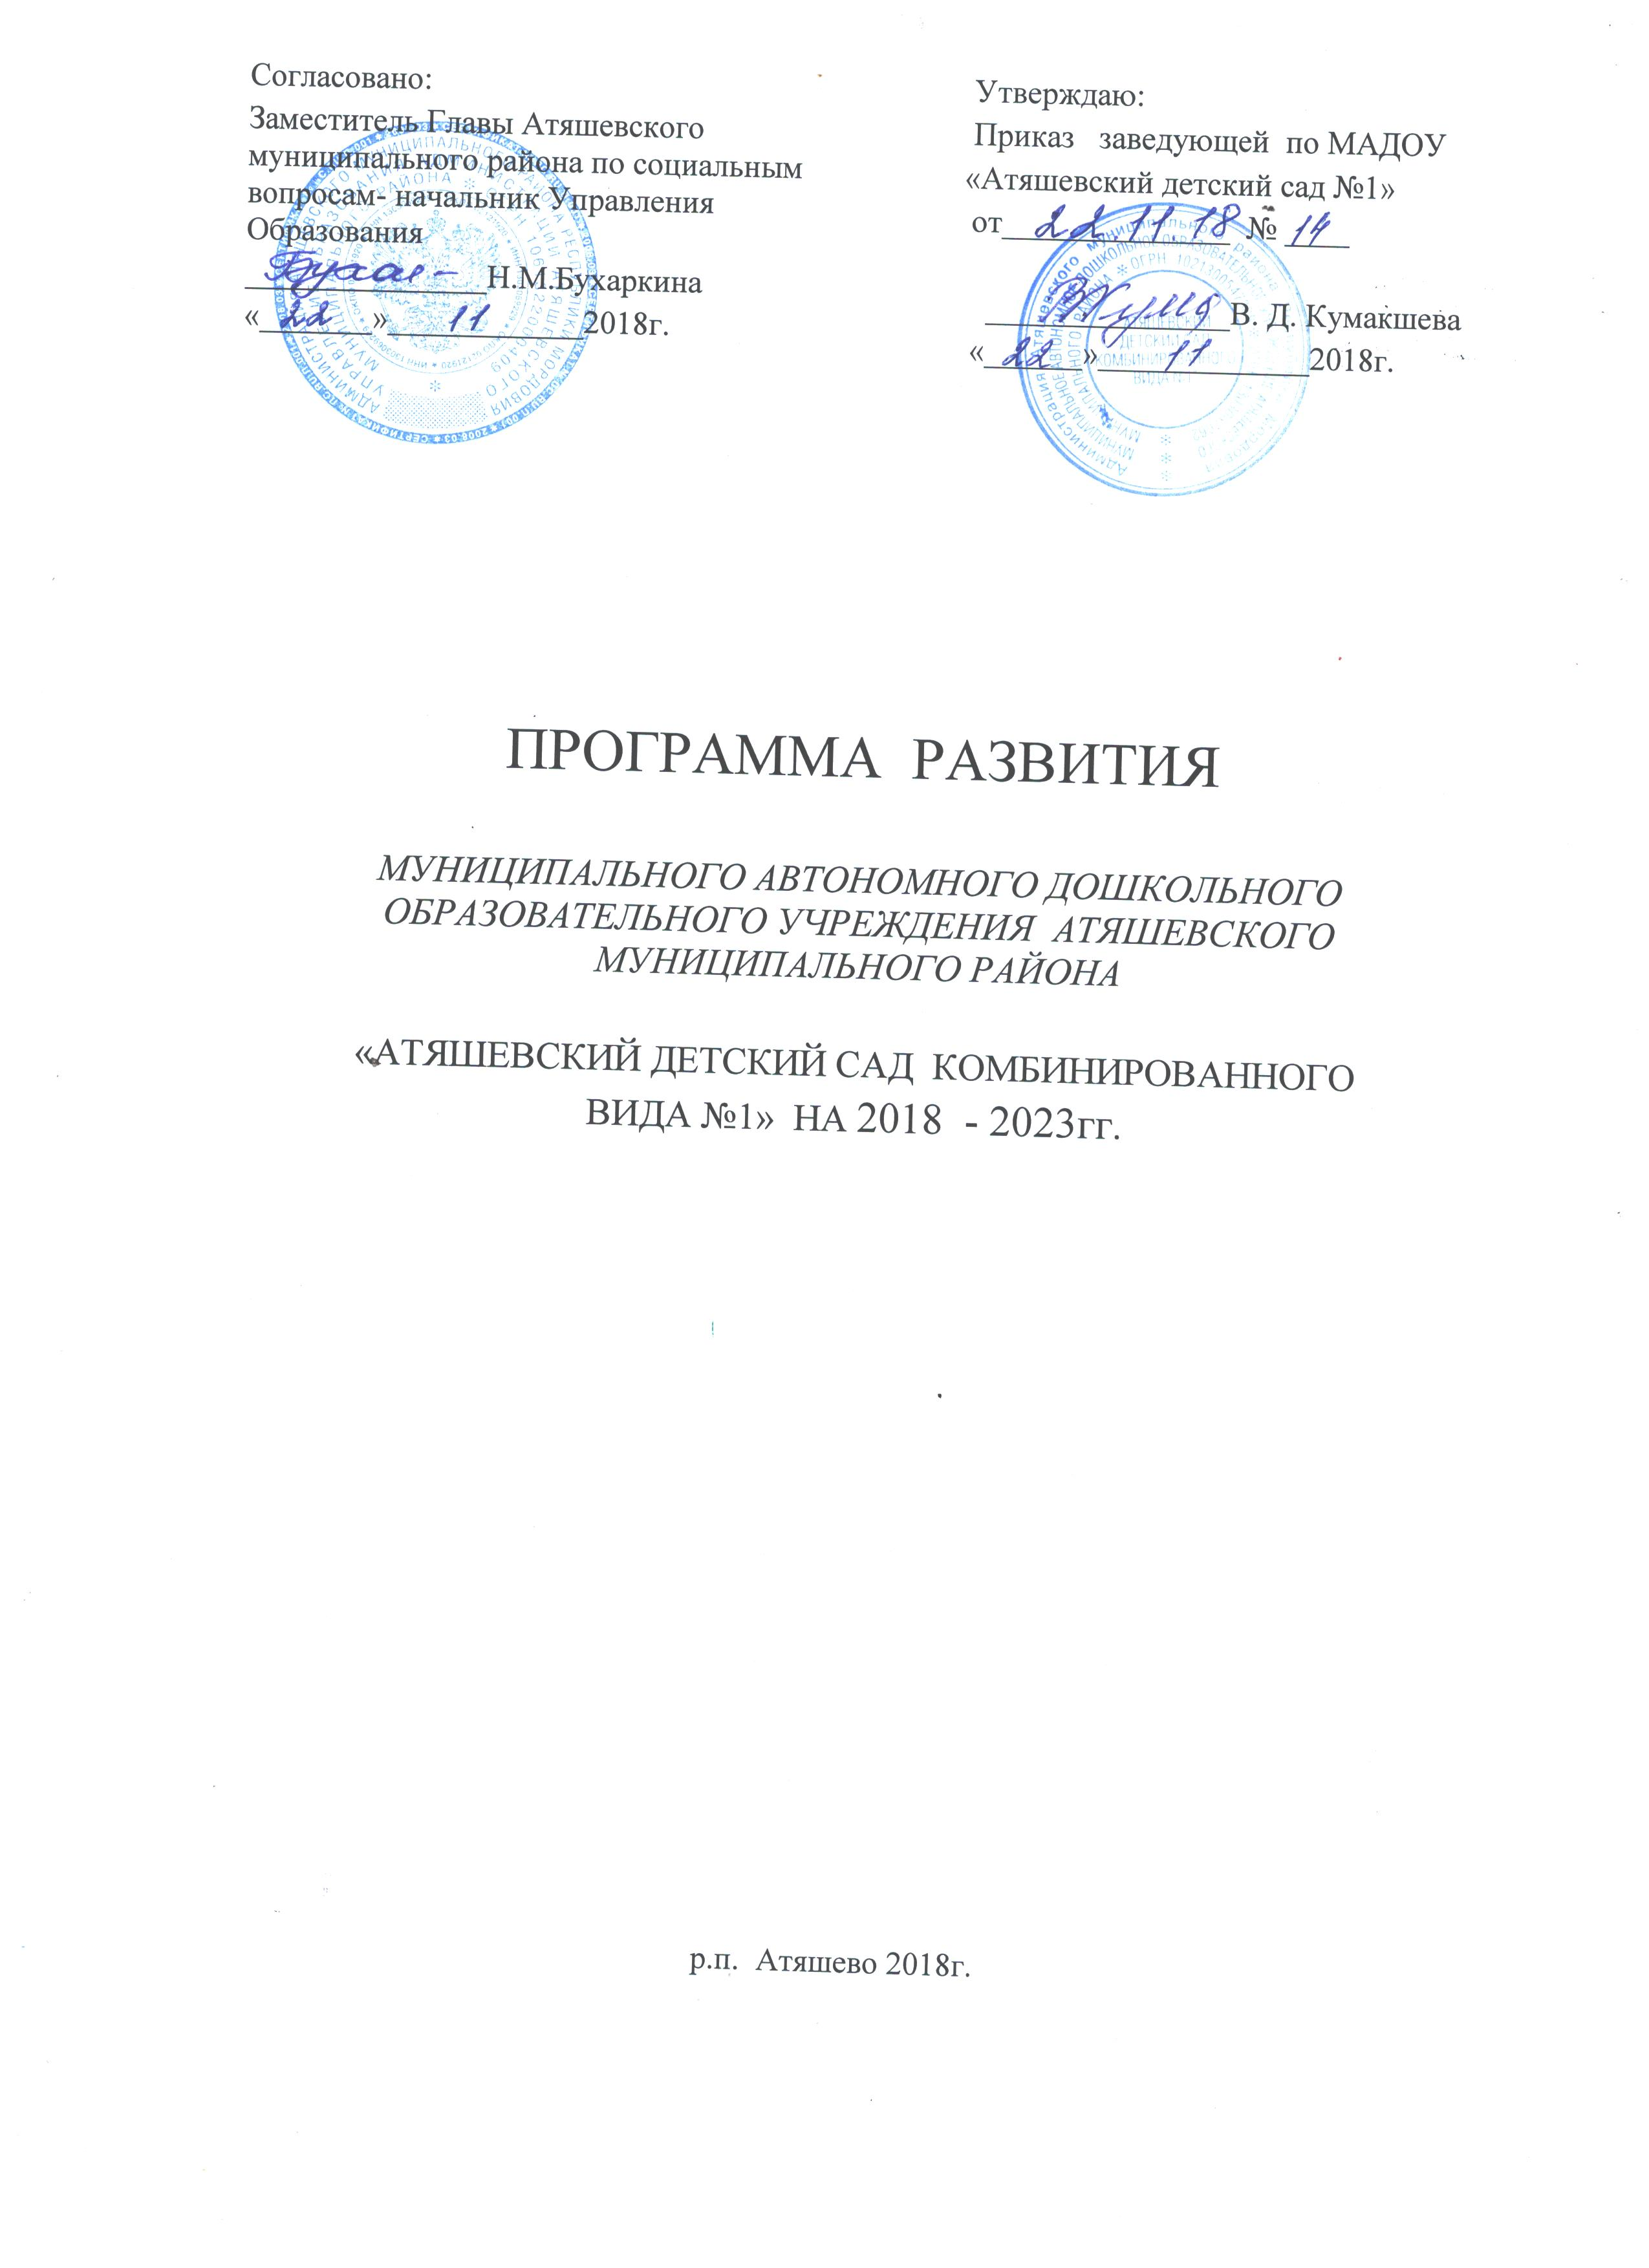 Согласовано:
Заместитель Главы Атяшевского
муниципального района по социальным
вопросам- начальник Управления
Образования
Н.М.Бухаркина
«22» 11 2018г.
Утверждаю:
Приказ заведующей по МАДОУ
«Атяшевский детский сад №1»
от 22.11.18 № 14
В. Д. Кумакшева
«22» 11 2018г.
ПРОГРАММА РАЗВИТИЯ
МУНИЦИПАЛЬНОГО АВТОНОМНОГО ДОШКОЛЬНОГО
ОБРАЗОВАТЕЛЬНОГО УЧРЕЖДЕНИЯ АТЯШЕВСКОГО
МУНИЦИПАЛЬНОГО РАЙОНА
«АТЯШЕВСКИЙ ДЕТСКИЙ САД КОМБИНИРОВАННОГО
ВИДА №1» НА 2018 - 2023гг.
р.п. Атяшево 2018г.